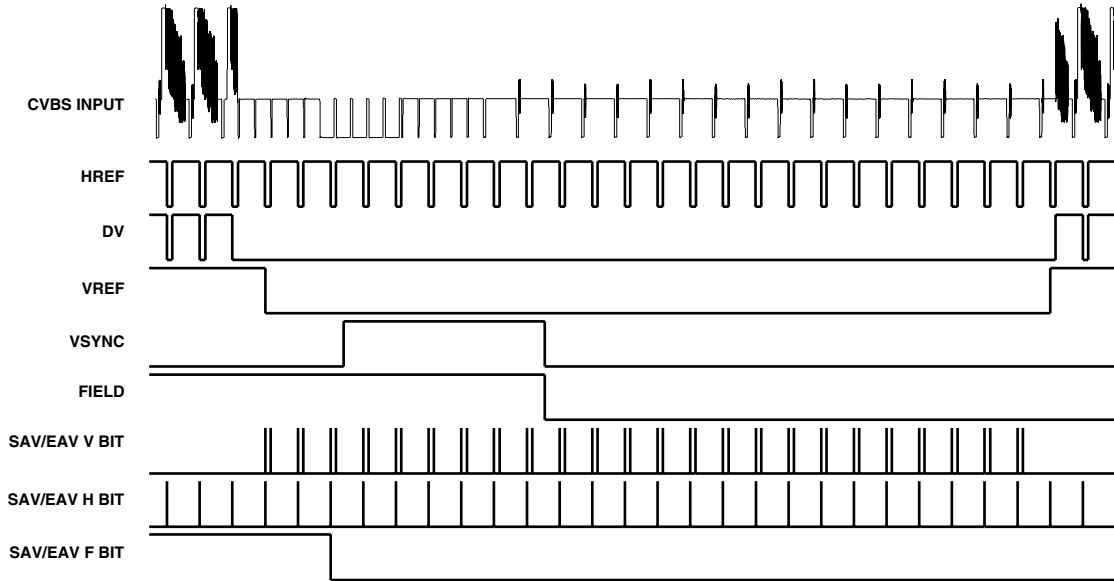 CVBS INPUT
HREF
DV
VREF
VSYNC
FIELD
SAV/EAV V BIT
SAV/EAV H BIT
SAV/EAV F BIT